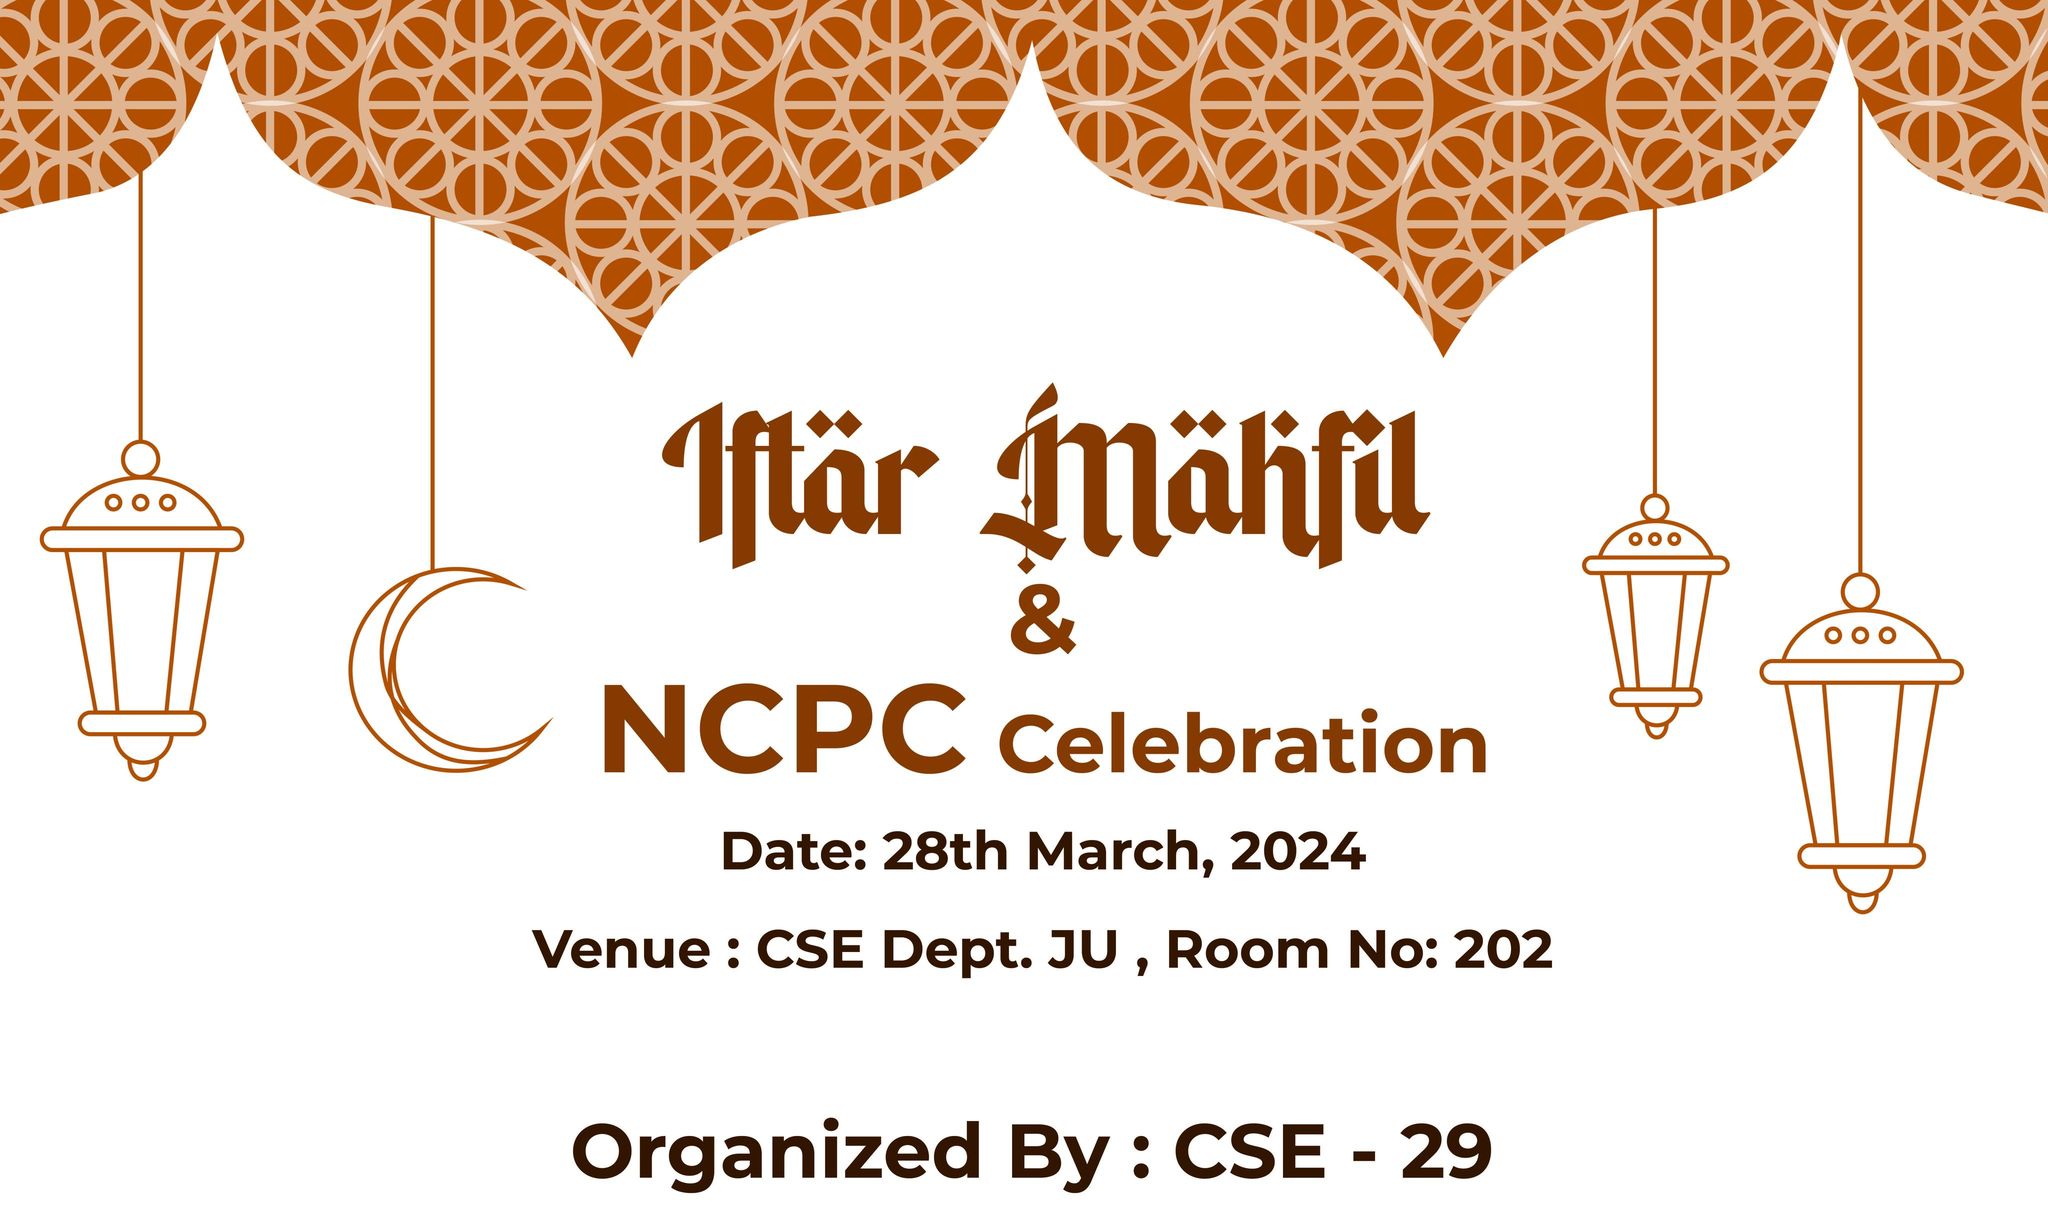 Iftär Mähfil
&
NCPC Celebration
Date: 28th March, 2024
Venue : CSE Dept. JU , Room No: 202
Organized By : CSE - 29